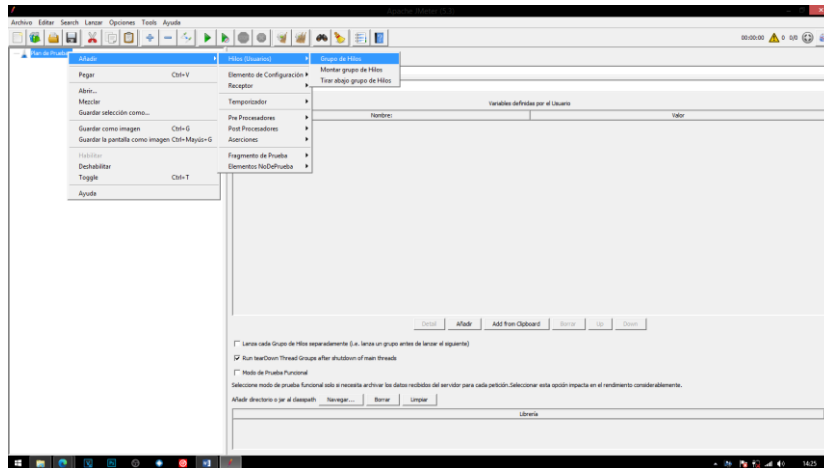 Apache JMeter (5.3)
Archivo Editar Search Lanzar Opciones Tools Ayuda
00:00:00 0 0/0
Plan de Prueba
Añadir
Pegar Ctrl+V
Abrir...
Mezclar
Guardar selección como...
Guardar como imagen Ctrl+G
Guardar la pantalla como imagen Ctrl+Mayús+G
Habilitar
Deshabilitar
Toggle Ctrl+T
Ayuda
Hilos (Usuarios)
Elemento de Configuración
Receptor
Temporizador
Pre Procesadores
Post Procesadores
Aserciones
Fragmento de Prueba
Elementos NoDePrueba
Grupo de Hilos
Montar grupo de Hilos
Tirar abajo grupo de Hilos
Variables definidas por el Usuario
Nombre: Valor
Detail Añadir Add from Clipboard Borrar Up Down
Lanza cada Grupo de Hilos separadamente (i.e. lanza un grupo antes de lanzar el siguiente)
Run tearDown Thread Groups after shutdown of main threads
Modo de Prueba Funcional
Seleccione modo de prueba funcional solo si necesita archivar los datos recibidos del servidor para cada petición.Seleccionar esta opción impacta en el rendimiento considerablemente.
Añadir directorio o jar al classpath Navegar... Borrar Limpiar
Librería
14:25